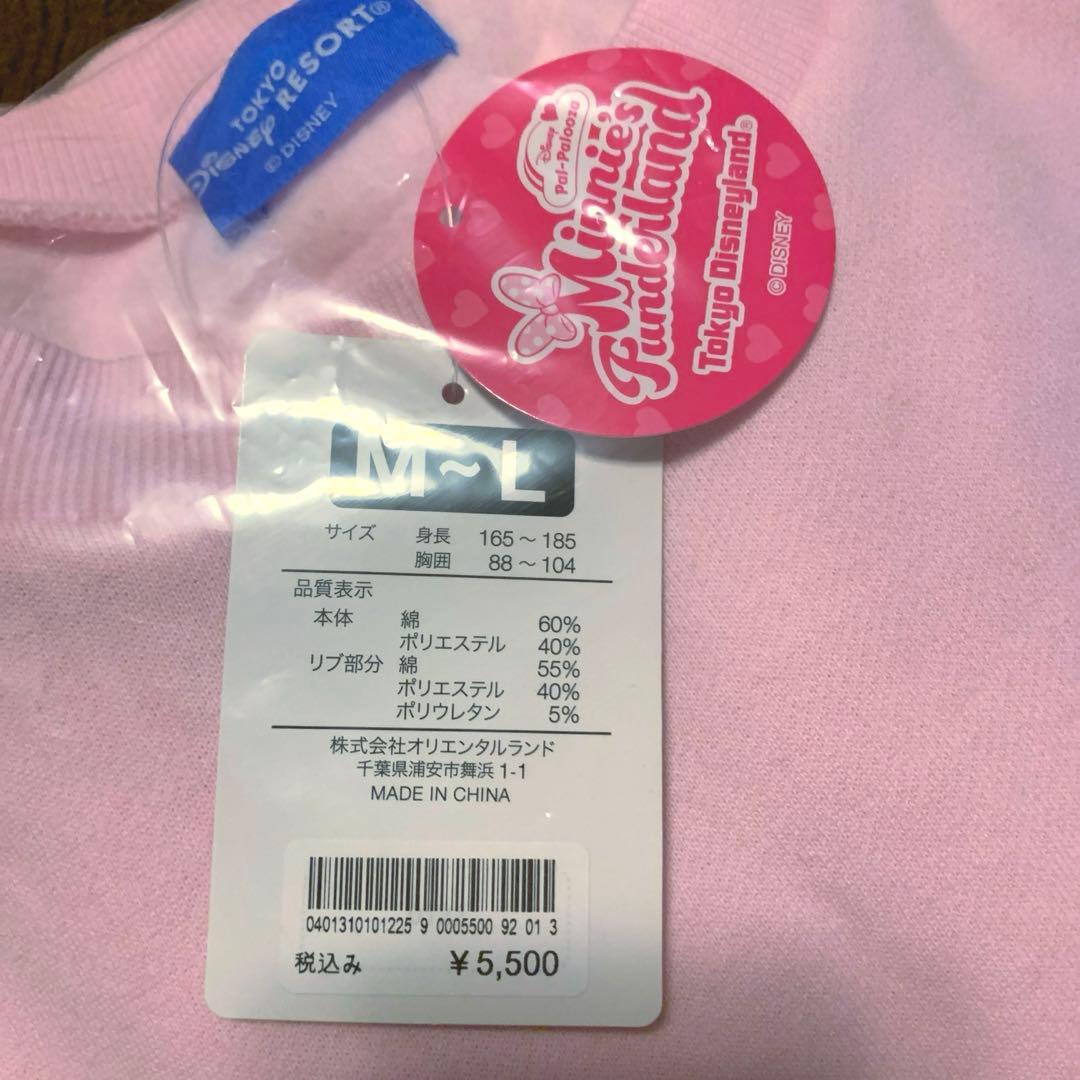 TOKYO
Disney RESORT®
©DISNEY
Disney
Pal-Palooza
Minnie's
Funderland
Tokyo Disneyland®
©DISNEY
M～L
サイズ 身長 165～185
胸囲 88～104
品質表示
本体 綿 60%
ポリエステル 40%
リブ部分 綿 55%
ポリエステル 40%
ポリウレタン 5%
株式会社オリエンタルランド
千葉県浦安市舞浜1-1
MADE IN CHINA
0401310101225 9 0005500 92 01 3
税込み ¥5,500